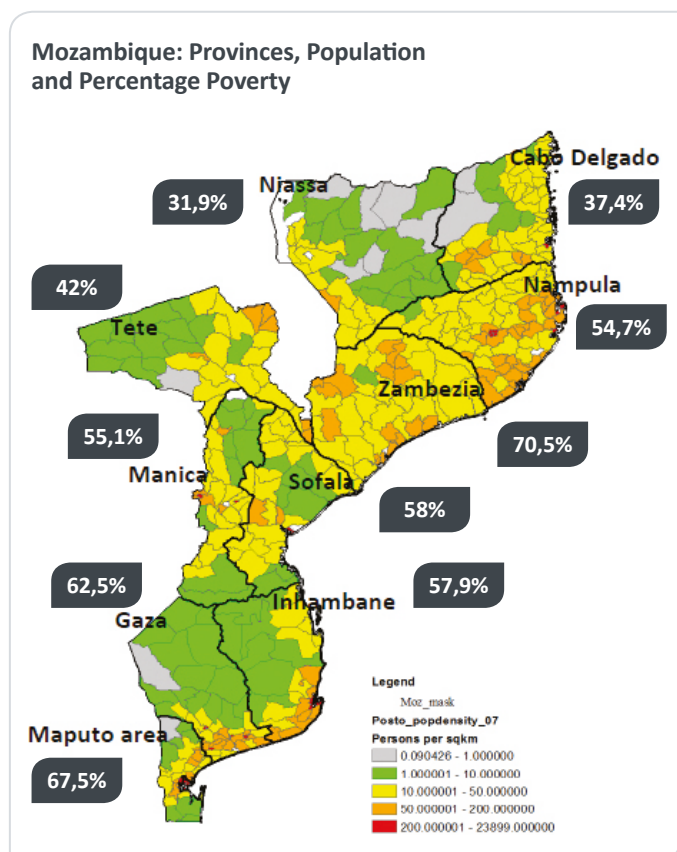 Mozambique: Provinces, Population
and Percentage Poverty
Cabo Delgado
Niassa
31,9%
37,4%
42%
Nampula
Tete
54,7%
Zambezia
55,1%
70,5%
Manica
Sofala
58%
62,5%
57,9%
Inhambane
Gaza
Legend
Moz_mask
Posto_popdensity_07
Maputo area
Persons per sqkm
0.090426 - 1.000000
67,5%
1.000001 - 10.000000
10.000001 - 50.000000
50.000001 - 200.000000
200.000001 - 23899.000000